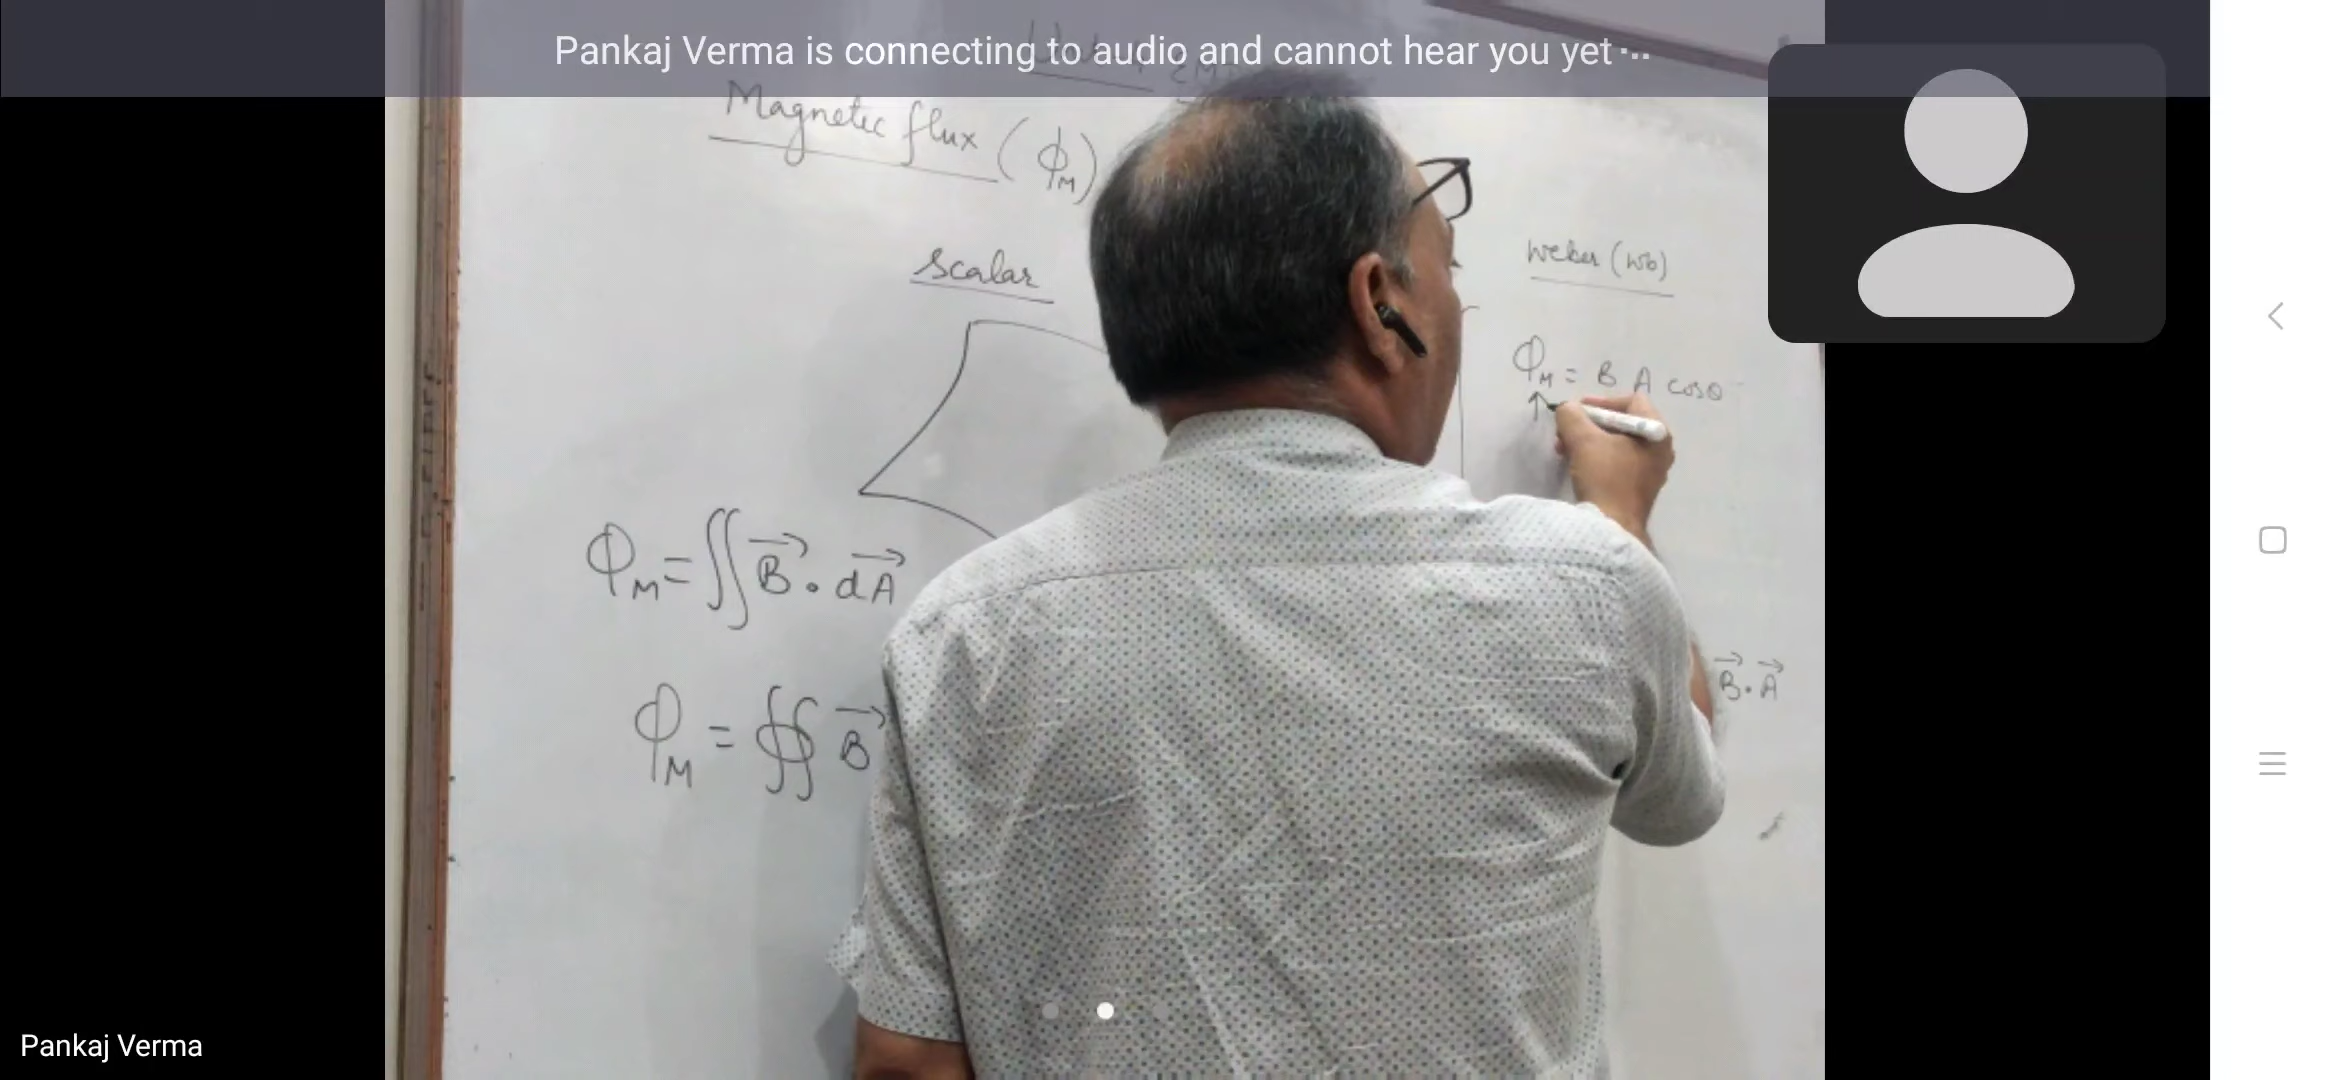 Pankaj Verma is connecting to audio and cannot hear you yet
Magnetic flux (ϕM)
scalar
Weber (Wb)
ϕM = B A cosθ
↑
ϕM = ∬ B⃗ . dA⃗
B⃗ . A⃗
ϕM = ∯ B⃗
Pankaj Verma